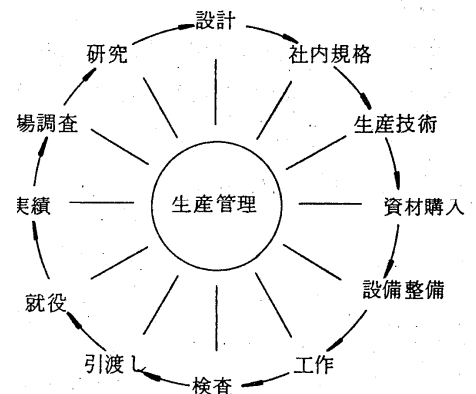 設計
社内規格
生産技術
資材購入
設備整備
工作
検査
引渡し
就役
実績
場調査
研究
生産管理